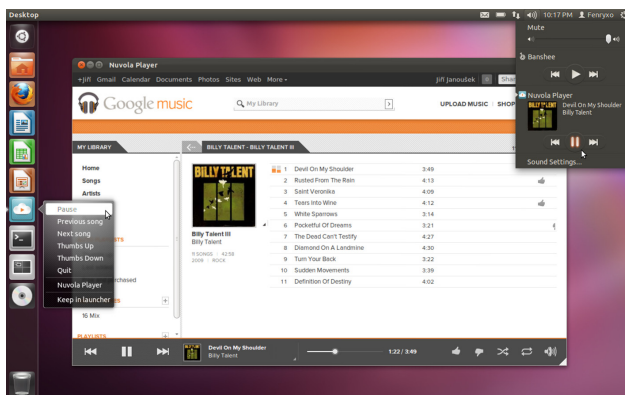 Desktop
10:17 PM
Fenryxo
Mute
Banshee
Nuvola Player
Devil On My Shoulder
Billy Talent
Sound Settings...
Nuvola Player
+Jiří Gmail Calendar Documents Photos Sites Web More
Jiří Janoušek
Shar
Google music
My Library
UPLOAD MUSIC
SHOP
MY LIBRARY
BILLY TALENT - BILLY TALENT III
Home
Songs
Artists
BILLY TALENT
Billy Talent III
Billy Talent
11 SONGS 42:58
2009 ROCK
1 Devil On My Shoulder 3:49
2 Rusted From The Rain 4:13
3 Saint Veronika 4:09
4 Tears Into Wine 4:12
5 White Sparrows 3:14
6 Pocketful Of Dreams 3:21
7 The Dead Can't Testify 4:27
8 Diamond On A Landmine 4:30
9 Turn Your Back 3:22
10 Sudden Movements 3:39
11 Definition Of Destiny 4:02
Pause
Previous song
Next song
Thumbs Up
Thumbs Down
Quit
Nuvola Player
Keep in launcher
16 Mix
PLAYLISTS
Devil On My Shoulder
Billy Talent
1:22 / 3:49